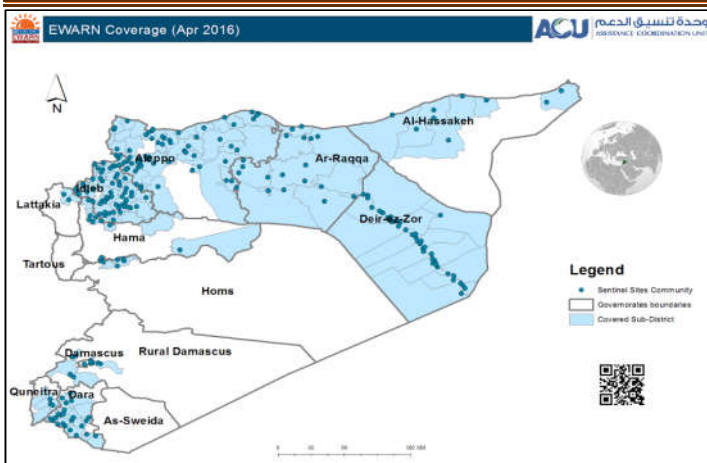 EWARN
EWARN Coverage (Apr 2016)
ACU
وحدة تنسيق الدعم
ASSISTANCE COORDINATION UNIT
N
Al-Hassakeh
Aleppo
Ar-Raqqa
Idleb
Lattakia
Deir-ez-Zor
Hama
Tartous
Homs
Legend
Sentinel Sites Community
Governorates boundaries
Covered Sub-District
Damascus
Rural Damascus
Quneitra
Dara
As-Sweida
0